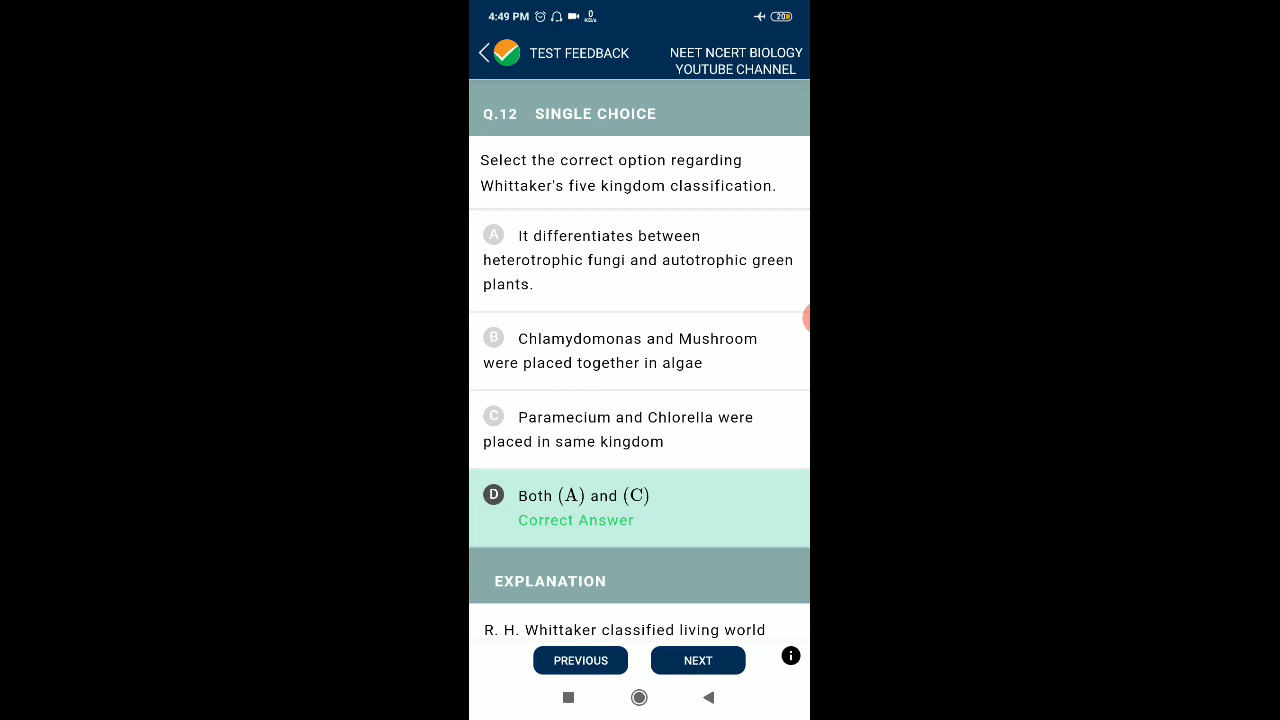 4:49 PM 0 KB/s 20
TEST FEEDBACK
NEET NCERT BIOLOGY
YOUTUBE CHANNEL
Q.12 SINGLE CHOICE
Select the correct option regarding
Whittaker's five kingdom classification.
A It differentiates between
heterotrophic fungi and autotrophic green
plants.
B Chlamydomonas and Mushroom
were placed together in algae
C Paramecium and Chlorella were
placed in same kingdom
D Both (A) and (C)
Correct Answer
EXPLANATION
R. H. Whittaker classified living world
PREVIOUS NEXT